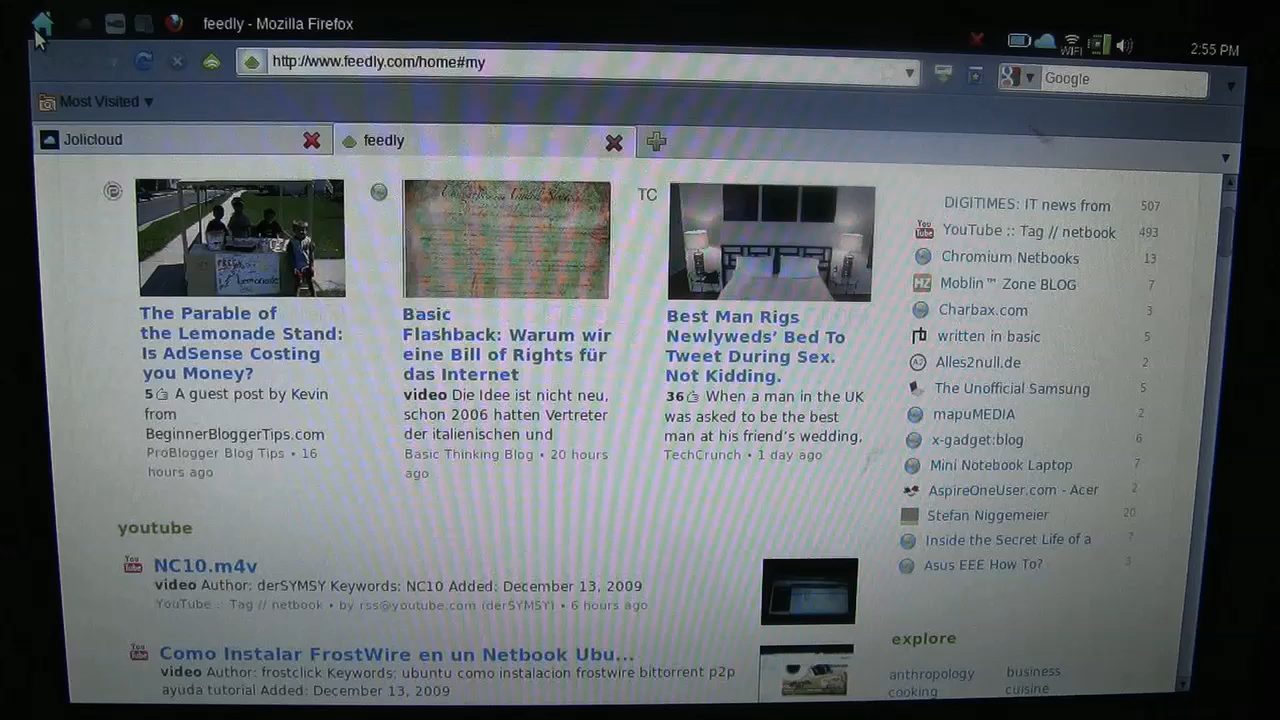 feedly - Mozilla Firefox
WIFI
2:55 PM
http://www.feedly.com/home#my
Google
Most Visited
Jolicloud
feedly
The Parable of
the Lemonade Stand:
Is AdSense Costing
you Money?
5 A guest post by Kevin
from
BeginnerBloggerTips.com
ProBlogger Blog Tips • 16
hours ago
Basic
Flashback: Warum wir
eine Bill of Rights für
das Internet
video Die Idee ist nicht neu,
schon 2006 hatten Vertreter
der italienischen und
Basic Thinking Blog • 20 hours
ago
TC
Best Man Rigs
Newlyweds’ Bed To
Tweet During Sex.
Not Kidding.
36 When a man in the UK
was asked to be the best
man at his friend’s wedding,
TechCrunch • 1 day ago
DIGITIMES: IT news from 507
You Tube YouTube :: Tag // netbook 493
Chromium Netbooks 13
MZ Moblin™ Zone BLOG 7
Charbax.com 3
written in basic 5
A2 Alles2null.de 2
The Unofficial Samsung 5
mapuMEDIA 2
x-gadget:blog 6
Mini Notebook Laptop 7
AspireOneUser.com - Acer 2
Stefan Niggemeier 20
Inside the Secret Life of a
Asus EEE How To? 3
youtube
You Tube NC10.m4v
video Author: derSYMSY Keywords: NC10 Added: December 13, 2009
YouTube :: Tag // netbook • by rss@youtube.com (derSYMSY) • 6 hours ago
You Tube Como Instalar FrostWire en un Netbook Ubu...
video Author: frostclick Keywords: ubuntu como instalacion frostwire bittorrent p2p
ayuda tutorial Added: December 13, 2009
explore
anthropology business
cooking cuisine